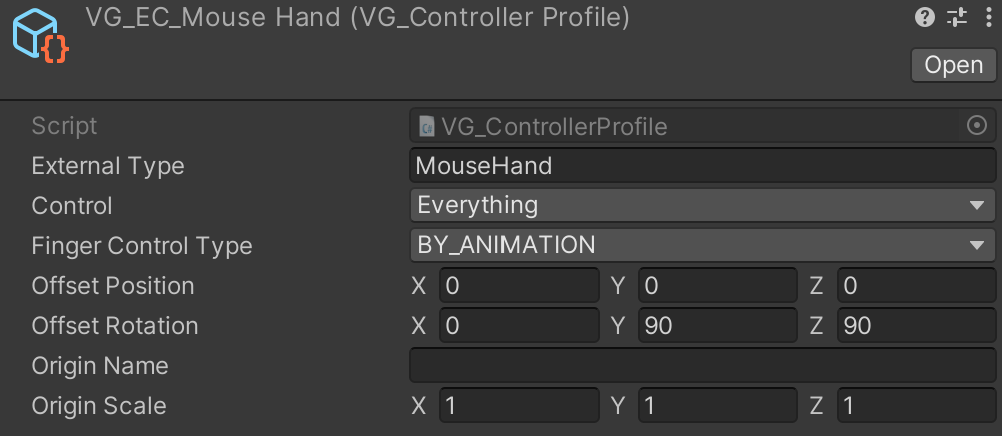 VG_EC_Mouse Hand (VG_Controller Profile)
Open
Script VG_ControllerProfile
External Type MouseHand
Control Everything
Finger Control Type BY_ANIMATION
Offset Position X 0 Y 0 Z 0
Offset Rotation X 0 Y 90 Z 90
Origin Name
Origin Scale X 1 Y 1 Z 1